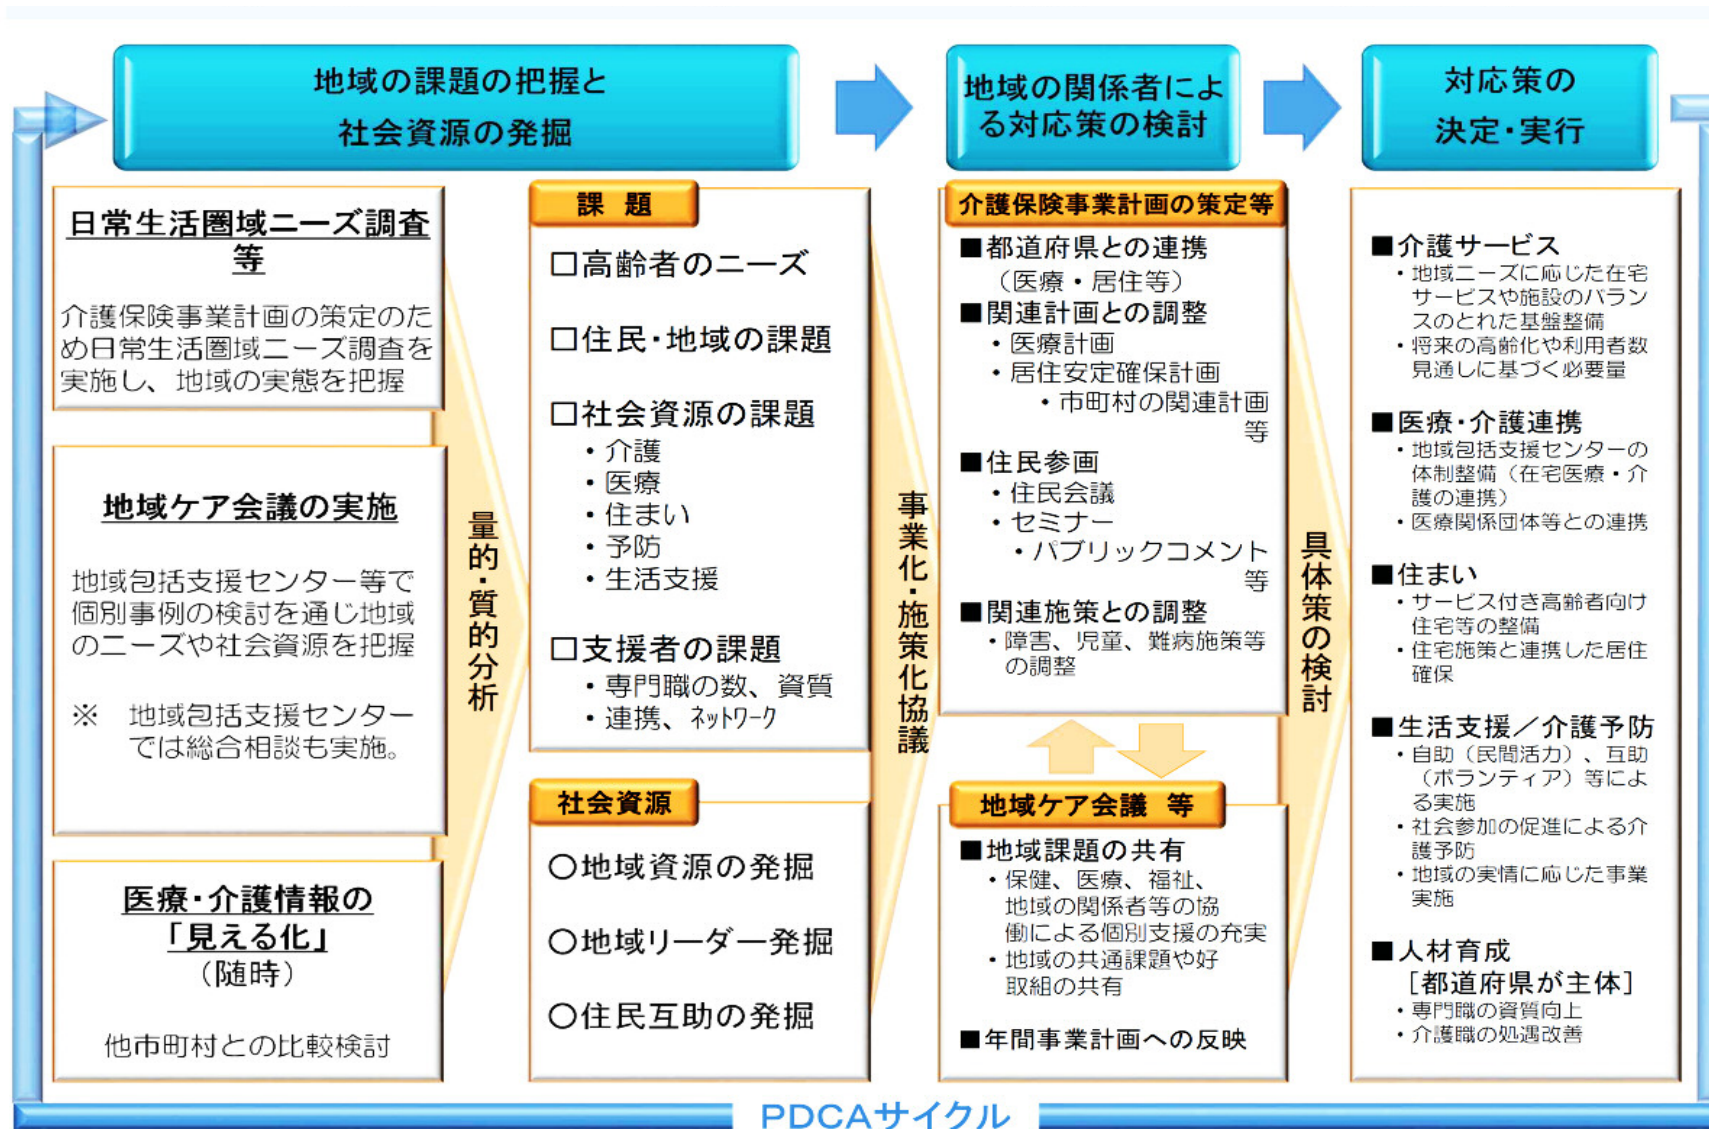 地域の課題の把握と
社会資源の発掘
地域の関係者によ
る対応策の検討
対応策の
決定・実行
日常生活圏域ニーズ調査
等
介護保険事業計画の策定のた
め日常生活圏域ニーズ調査を
実施し、地域の実態を把握
地域ケア会議の実施
地域包括支援センター等で
個別事例の検討を通じ地域
のニーズや社会資源を把握
※　地域包括支援センター
では総合相談も実施。
医療・介護情報の
「見える化」
（随時）
他市町村との比較検討
量的・質的分析
課 題
□高齢者のニーズ
□住民・地域の課題
□社会資源の課題
・介護
・医療
・住まい
・予防
・生活支援
□支援者の課題
・専門職の数、資質
・連携、ﾈｯﾄﾜｰｸ
社会資源
○地域資源の発掘
○地域リーダー発掘
○住民互助の発掘
事業化・施策化協議
介護保険事業計画の策定等
■都道府県との連携
（医療・居住等）
■関連計画との調整
・医療計画
・居住安定確保計画
・市町村の関連計画
等
■住民参画
・住民会議
・セミナー
・パブリックコメント
等
■関連施策との調整
・障害、児童、難病施策等
の調整
地域ケア会議 等
■地域課題の共有
・保健、医療、福祉、
地域の関係者等の協
働による個別支援の充実
・地域の共通課題や好
取組の共有
■年間事業計画への反映
具体策の検討
■介護サービス
・地域ニーズに応じた在宅
サービスや施設のバラン
スのとれた基盤整備
・将来の高齢化や利用者数
見通しに基づく必要量
■医療・介護連携
・地域包括支援センターの
体制整備（在宅医療・介
護の連携）
・医療関係団体等との連携
■住まい
・サービス付き高齢者向け
住宅等の整備
・住宅施策と連携した居住
確保
■生活支援／介護予防
・自助（民間活力）、互助
（ボランティア）等によ
る実施
・社会参加の促進による介
護予防
・地域の実情に応じた事業
実施
■人材育成
［都道府県が主体］
・専門職の資質向上
・介護職の処遇改善
PDCAサイクル